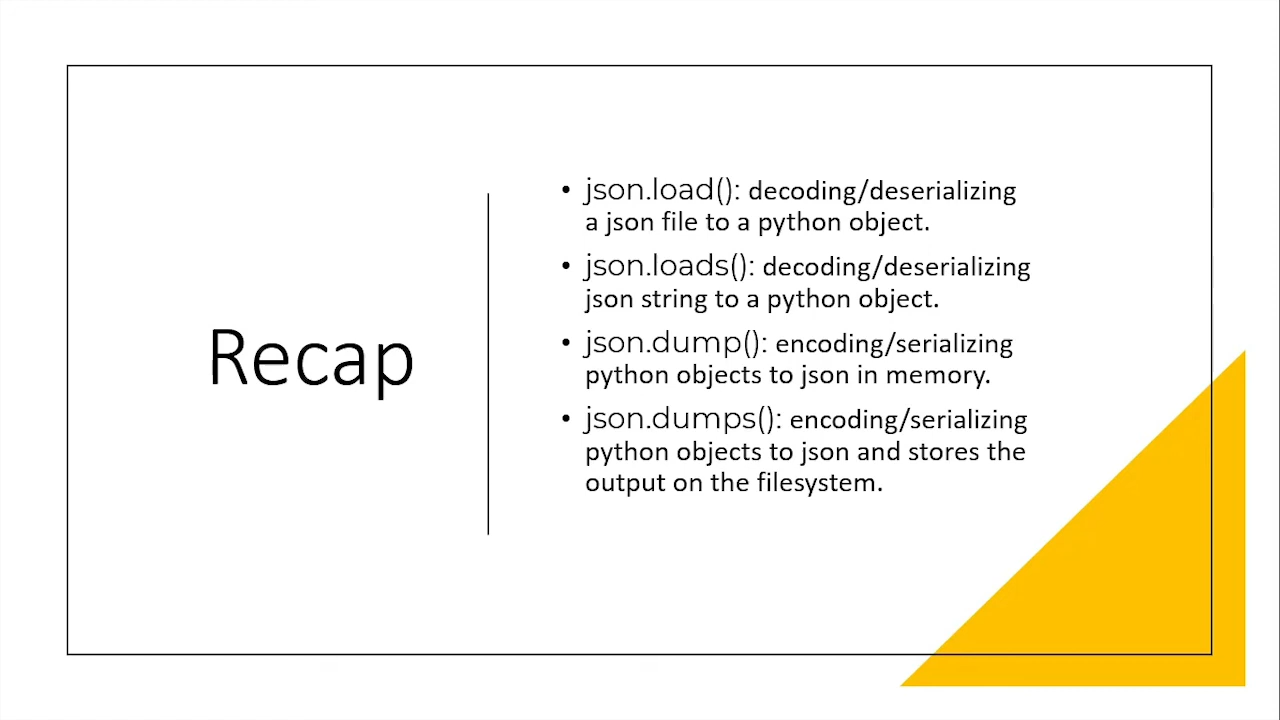 Recap
• json.load(): decoding/deserializing
a json file to a python object.
• json.loads(): decoding/deserializing
json string to a python object.
• json.dump(): encoding/serializing
python objects to json in memory.
• json.dumps(): encoding/serializing
python objects to json and stores the
output on the filesystem.